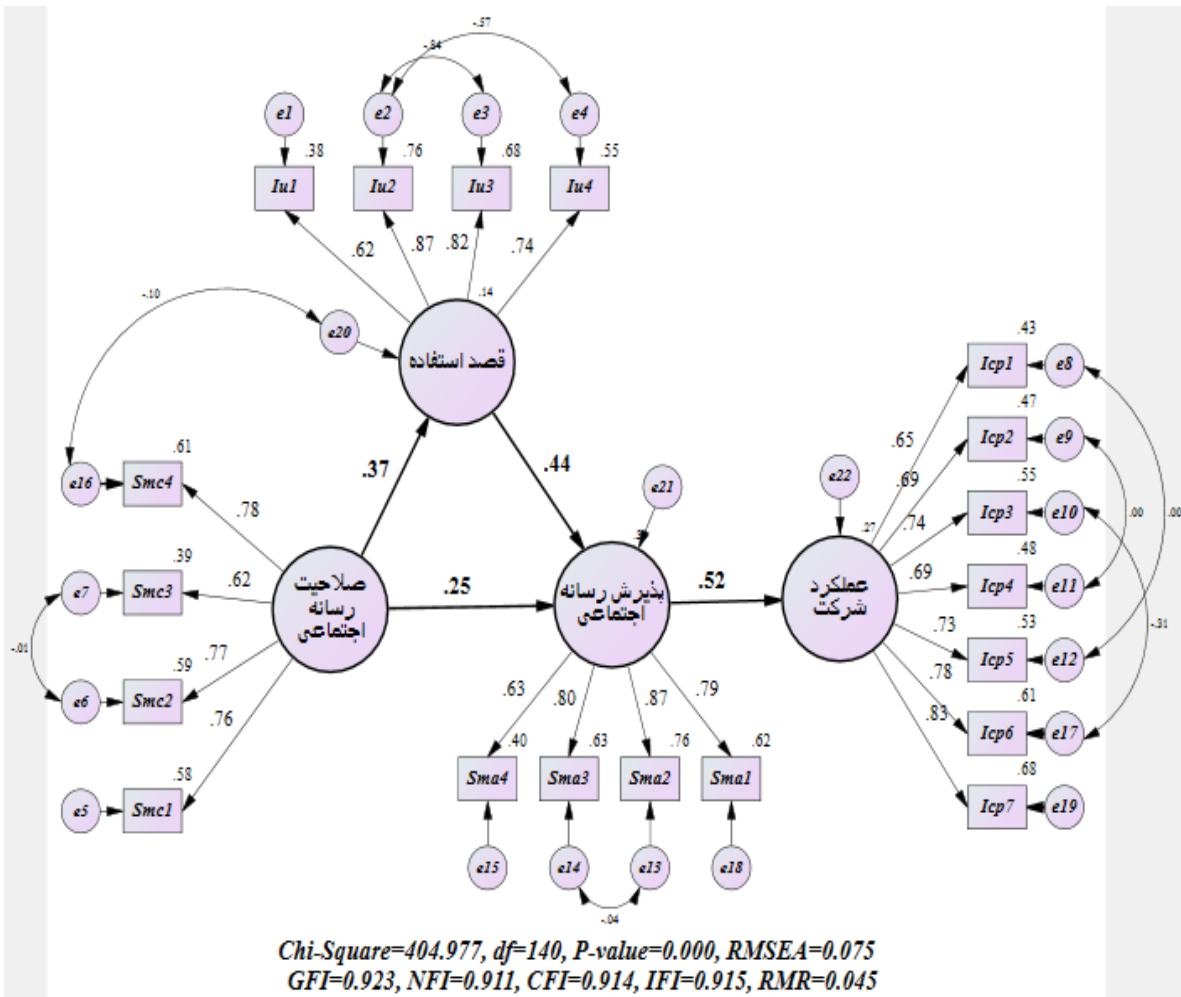 -.57
-.84
e1 e2 e3 e4
.38 .76 .68 .55
Iu1 Iu2 Iu3 Iu4
.62 .87 .82 .74
.14
-.10
e20
قصد استفاده
.43
Icp1 e8
.47
.65
Icp2 e9
.61
.37 .44
e16 Smc4
e21
e22
.69
.55
.78
.74
Icp3 e10
.00
.00
.27
.39
.48
e7 Smc3
.62
صلاحیت
رسانه
اجتماعی
.25
پذیرش رسانه
اجتماعی
.52
عملکرد
شرکت
.69
Icp4 e11
-.01
.77
.59
.73
.53
-.31
Icp5 e12
e6 Smc2
.76
.78
.61
.63 .80 .87 .79
.83
Icp6 e17
.40 .63 .76 .62
.58
.68
Sma4 Sma3 Sma2 Sma1
e5 Smc1
Icp7 e19
e15 e14 e13 e18
-.04
Chi-Square=404.977, df=140, P-value=0.000, RMSEA=0.075
GFI=0.923, NFI=0.911, CFI=0.914, IFI=0.915, RMR=0.045